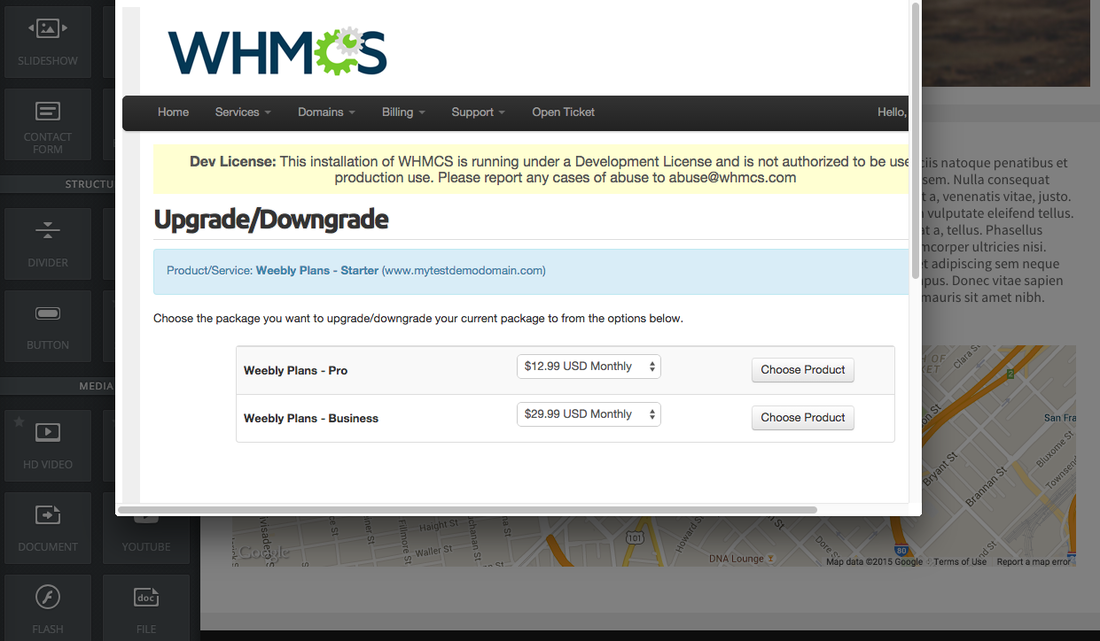 SLIDESHOW
CONTACT
FORM
STRUCTU
DIVIDER
BUTTON
MEDIA
HD VIDEO
DOCUMENT
YOUTUBE
FLASH
doc
FILE
WHMCS
Home Services Domains Billing Support Open Ticket Hello,
Dev License: This installation of WHMCS is running under a Development License and is not authorized to be use
production use. Please report any cases of abuse to abuse@whmcs.com
Upgrade/Downgrade
Product/Service: Weebly Plans - Starter (www.mytestdemodomain.com)
Choose the package you want to upgrade/downgrade your current package to from the options below.
Weebly Plans - Pro $12.99 USD Monthly Choose Product
Weebly Plans - Business $29.99 USD Monthly Choose Product
ciis natoque penatibus et
sem. Nulla consequat
t a, venenatis vitae, justo.
vulputate eleifend tellus.
at a, tellus. Phasellus
mcorper ultricies nisi.
et adipiscing sem neque
pus. Donec vitae sapien
mauris sit amet nibh.
Clara St
San Fra
Bluxome St
Townsen
Bryant St
Brannan St
Haight St
Waller St
Fillmore St
Howard
101
80
DNA Lounge
Dore St
Google
Map data ©2015 Google Terms of Use Report a map error